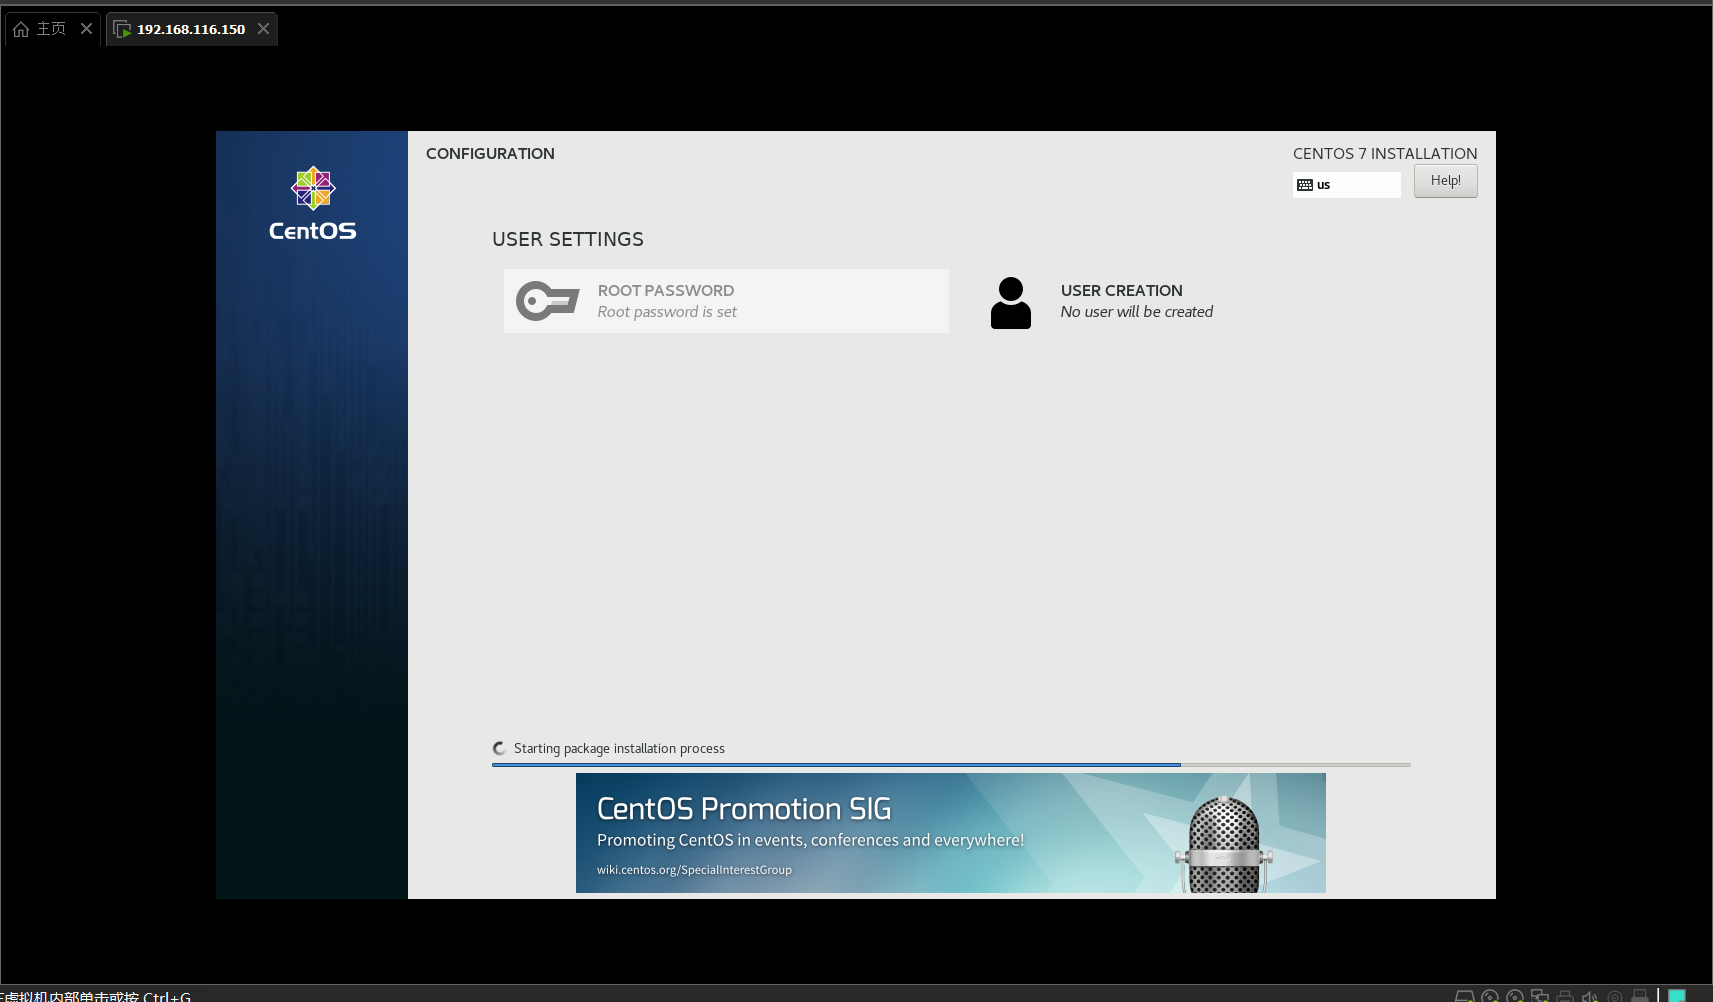 主页
192.168.116.150
CentOS
CONFIGURATION
CENTOS 7 INSTALLATION
us
Help!
USER SETTINGS
ROOT PASSWORD
Root password is set
USER CREATION
No user will be created
Starting package installation process
CentOS Promotion SIG
Promoting CentOS in events, conferences and everywhere!
wiki.centos.org/SpecialInterestGroup
虚拟机内部单击或按 Ctrl+G